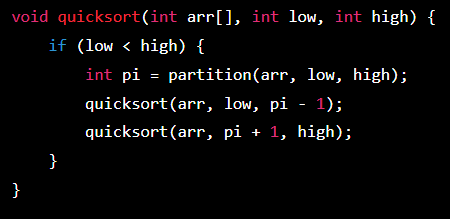 void quicksort(int arr[], int low, int high) {
    if (low < high) {
        int pi = partition(arr, low, high);
        quicksort(arr, low, pi - 1);
        quicksort(arr, pi + 1, high);
    }
}